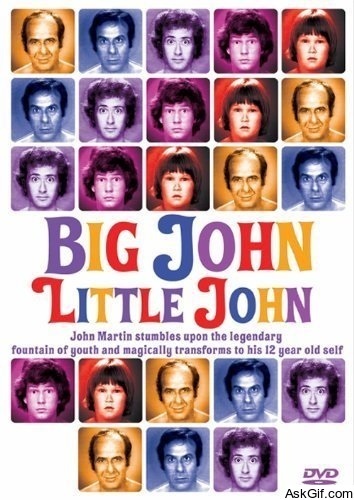 BIG JOHN
LITTLE JOHN
John Martin stumbles upon the legendary
fountain of youth and magically transforms to his 12 year old self
DVD
AskGif.com